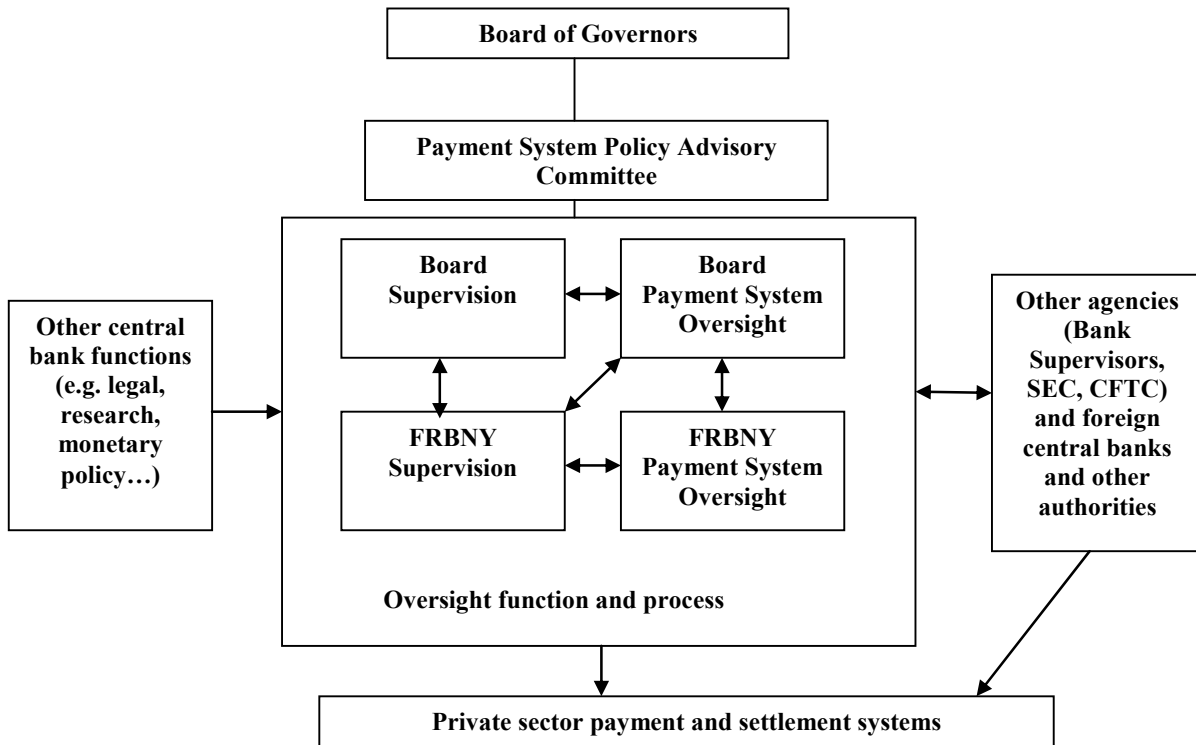 Board of Governors
Payment System Policy Advisory
Committee
Board
Supervision
Board
Payment System
Oversight
Other central
bank functions
(e.g. legal,
research,
monetary
policy…)
Other agencies
(Bank
Supervisors,
SEC, CFTC)
and foreign
central banks
and other
authorities
FRBNY
Supervision
FRBNY
Payment System
Oversight
Oversight function and process
Private sector payment and settlement systems